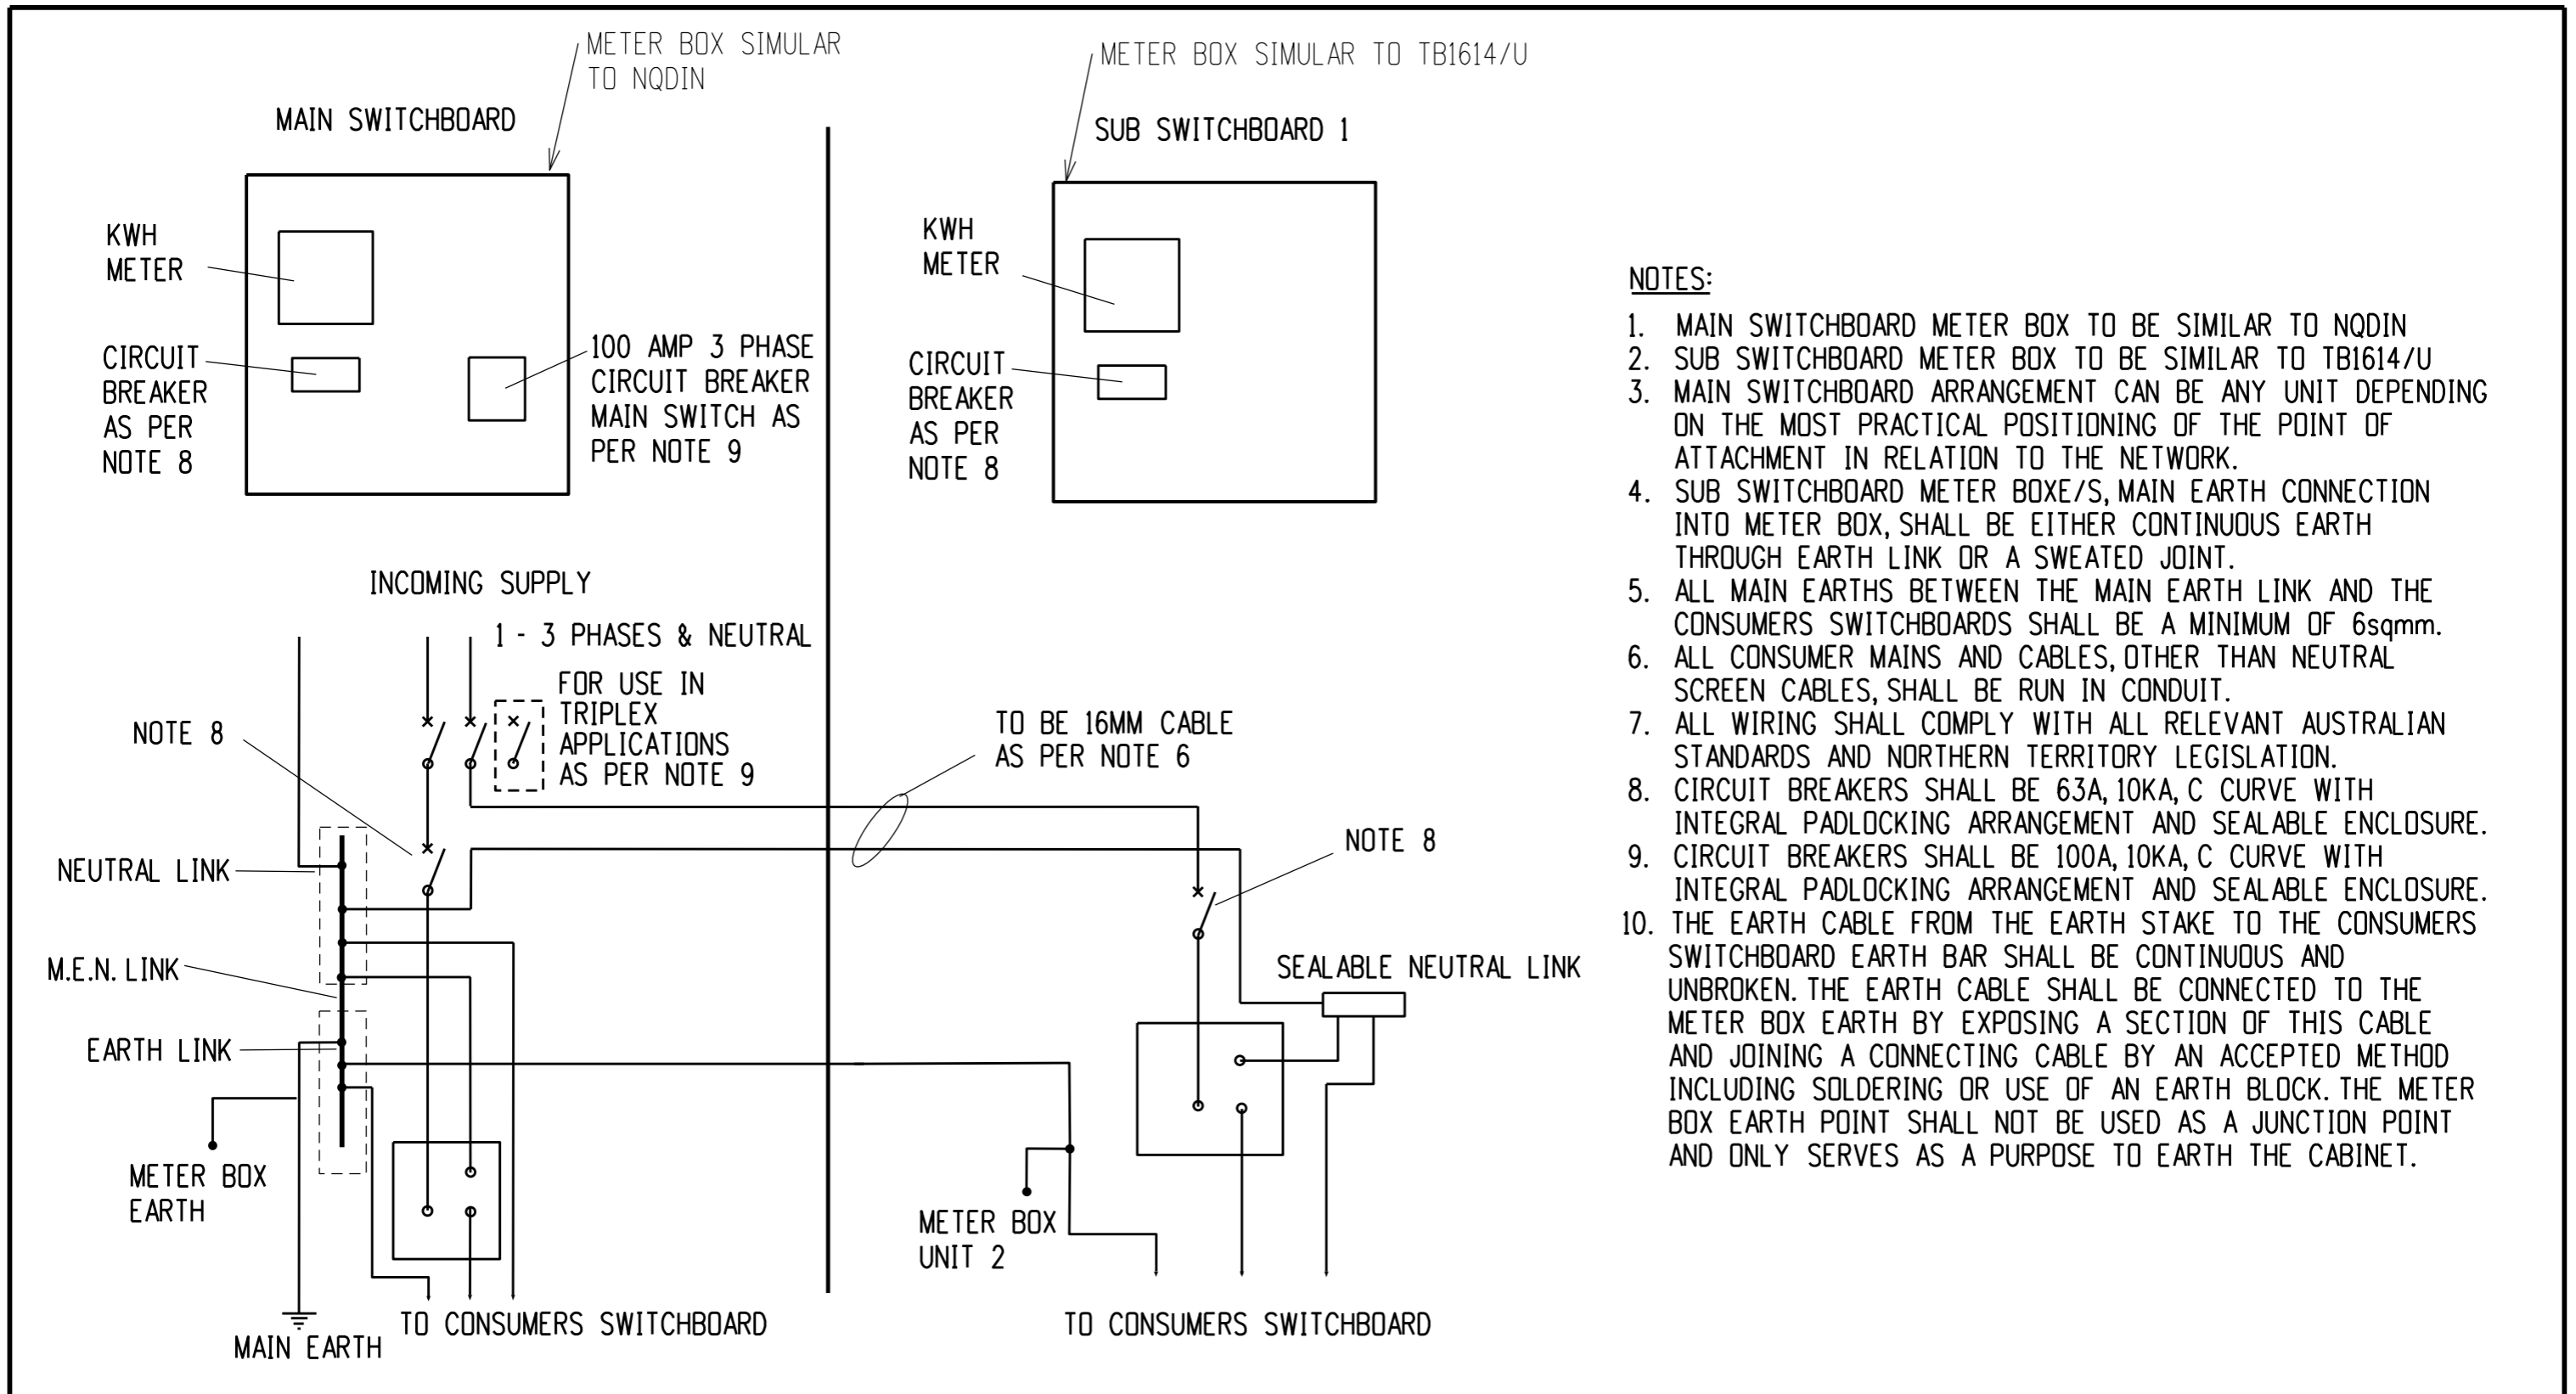 METER BOX SIMULAR
TO NQDIN
MAIN SWITCHBOARD
KWH
METER
CIRCUIT
BREAKER
AS PER
NOTE 8
100 AMP 3 PHASE
CIRCUIT BREAKER
MAIN SWITCH AS
PER NOTE 9
METER BOX SIMULAR TO TB1614/U
SUB SWITCHBOARD 1
KWH
METER
CIRCUIT
BREAKER
AS PER
NOTE 8
INCOMING SUPPLY
1 - 3 PHASES & NEUTRAL
FOR USE IN
TRIPLEX
APPLICATIONS
AS PER NOTE 9
NOTE 8
NEUTRAL LINK
M.E.N. LINK
EARTH LINK
METER BOX
EARTH
MAIN EARTH
TO CONSUMERS SWITCHBOARD
TO BE 16MM CABLE
AS PER NOTE 6
NOTE 8
SEALABLE NEUTRAL LINK
METER BOX
UNIT 2
TO CONSUMERS SWITCHBOARD
NOTES:
1. MAIN SWITCHBOARD METER BOX TO BE SIMILAR TO NQDIN
2. SUB SWITCHBOARD METER BOX TO BE SIMILAR TO TB1614/U
3. MAIN SWITCHBOARD ARRANGEMENT CAN BE ANY UNIT DEPENDING
ON THE MOST PRACTICAL POSITIONING OF THE POINT OF
ATTACHMENT IN RELATION TO THE NETWORK.
4. SUB SWITCHBOARD METER BOXE/S, MAIN EARTH CONNECTION
INTO METER BOX, SHALL BE EITHER CONTINUOUS EARTH
THROUGH EARTH LINK OR A SWEATED JOINT.
5. ALL MAIN EARTHS BETWEEN THE MAIN EARTH LINK AND THE
CONSUMERS SWITCHBOARDS SHALL BE A MINIMUM OF 6sqmm.
6. ALL CONSUMER MAINS AND CABLES, OTHER THAN NEUTRAL
SCREEN CABLES, SHALL BE RUN IN CONDUIT.
7. ALL WIRING SHALL COMPLY WITH ALL RELEVANT AUSTRALIAN
STANDARDS AND NORTHERN TERRITORY LEGISLATION.
8. CIRCUIT BREAKERS SHALL BE 63A, 10KA, C CURVE WITH
INTEGRAL PADLOCKING ARRANGEMENT AND SEALABLE ENCLOSURE.
9. CIRCUIT BREAKERS SHALL BE 100A, 10KA, C CURVE WITH
INTEGRAL PADLOCKING ARRANGEMENT AND SEALABLE ENCLOSURE.
10. THE EARTH CABLE FROM THE EARTH STAKE TO THE CONSUMERS
SWITCHBOARD EARTH BAR SHALL BE CONTINUOUS AND
UNBROKEN. THE EARTH CABLE SHALL BE CONNECTED TO THE
METER BOX EARTH BY EXPOSING A SECTION OF THIS CABLE
AND JOINING A CONNECTING CABLE BY AN ACCEPTED METHOD
INCLUDING SOLDERING OR USE OF AN EARTH BLOCK. THE METER
BOX EARTH POINT SHALL NOT BE USED AS A JUNCTION POINT
AND ONLY SERVES AS A PURPOSE TO EARTH THE CABINET.